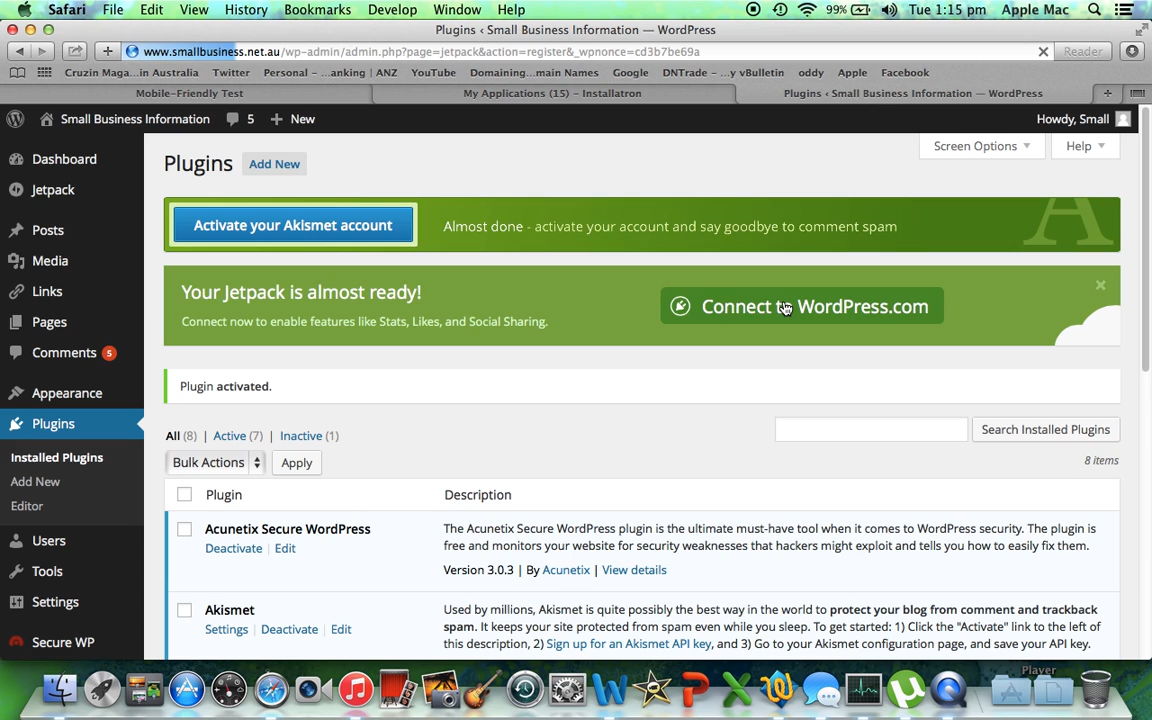 Safari File Edit View History Bookmarks Develop Window Help 99% Tue 1:15 pm Apple Mac
Plugins ‹ Small Business Information — WordPress
www.smallbusiness.net.au/wp-admin/admin.php?page=jetpack&action=register&_wpnonce=cd3b7be69a Reader
Cruzin Maga...in Australia Twitter Personal - ...anking | ANZ YouTube Domaining...main Names Google DNTrade - ...y vBulletin oddy Apple Facebook
Mobile-Friendly Test My Applications (15) - Installatron Plugins ‹ Small Business Information — WordPress
Small Business Information 5 + New Howdy, Small
Screen Options Help
Plugins Add New
Dashboard
Jetpack
Posts
Media
Links
Pages
Comments 5
Appearance
Plugins
Installed Plugins
Add New
Editor
Users
Tools
Settings
Secure WP
Activate your Akismet account Almost done - activate your account and say goodbye to comment spam
A
Your Jetpack is almost ready!
Connect now to enable features like Stats, Likes, and Social Sharing.
Connect to WordPress.com
Plugin activated.
All (8) | Active (7) | Inactive (1) Search Installed Plugins
Bulk Actions Apply 8 items
Plugin Description
Acunetix Secure WordPress
Deactivate | Edit
The Acunetix Secure WordPress plugin is the ultimate must-have tool when it comes to WordPress security. The plugin is
free and monitors your website for security weaknesses that hackers might exploit and tells you how to easily fix them.
Version 3.0.3 | By Acunetix | View details
Akismet
Settings | Deactivate | Edit
Used by millions, Akismet is quite possibly the best way in the world to protect your blog from comment and trackback
spam. It keeps your site protected from spam even while you sleep. To get started: 1) Click the "Activate" link to the left of
this description, 2) Sign up for an Akismet API key, and 3) Go to your Akismet configuration page, and save your API key.
Player